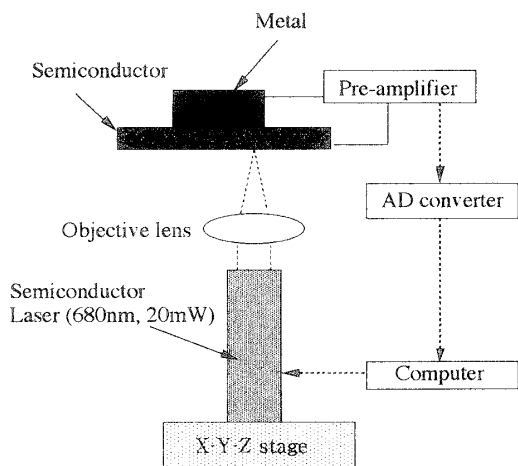 Metal
Semiconductor
Pre-amplifier
AD converter
Objective lens
Semiconductor
Laser (680nm, 20mW)
Computer
X-Y-Z stage